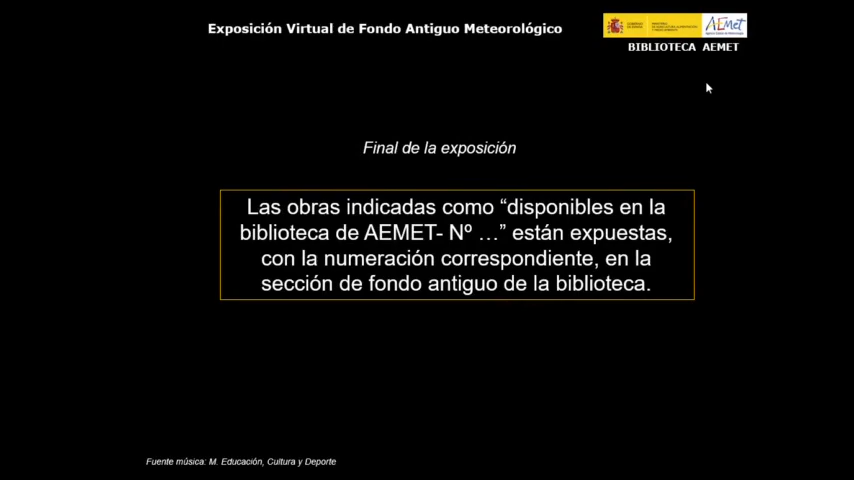 Exposición Virtual de Fondo Antiguo Meteorológico
AEMet
BIBLIOTECA AEMET
Final de la exposición
Las obras indicadas como “disponibles en la
biblioteca de AEMET- Nº …” están expuestas,
con la numeración correspondiente, en la
sección de fondo antiguo de la biblioteca.
Fuente música: M. Educación, Cultura y Deporte